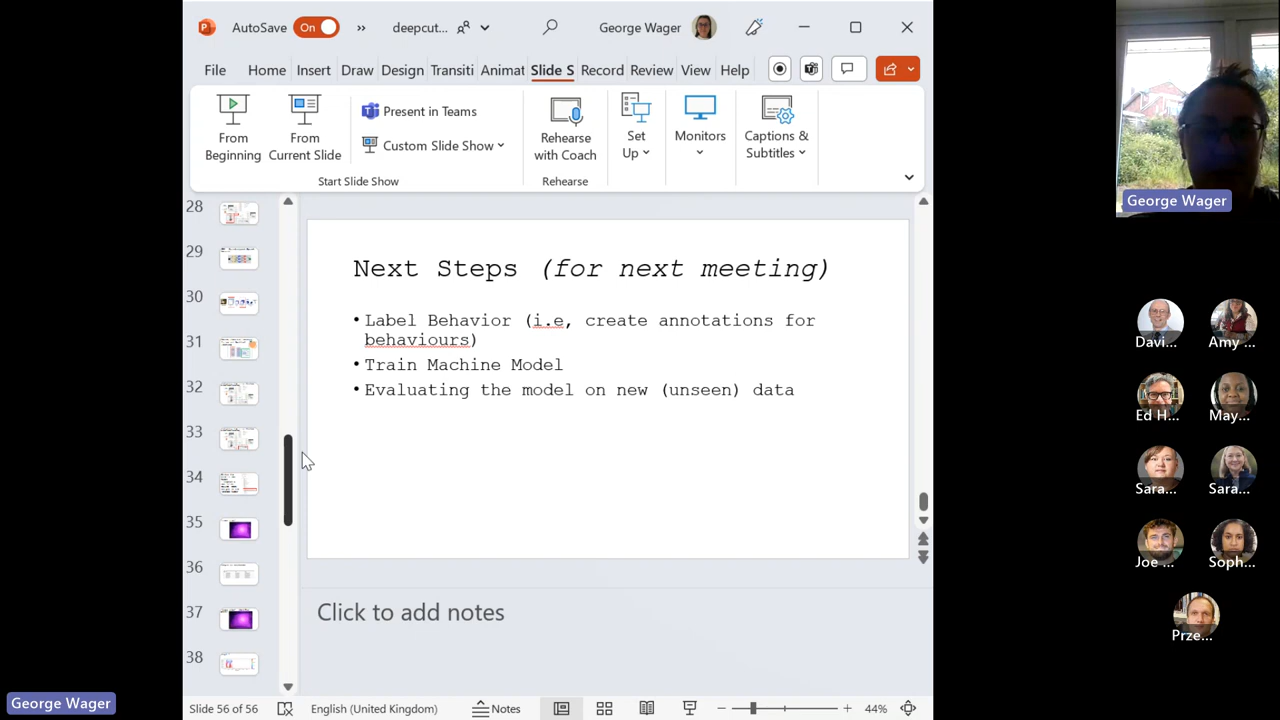 AutoSave
On
deepcut...
George Wager
File Home Insert Draw Design Transiti Animat Slide S Record Review View Help
From Beginning
From Current Slide
Present in Teams
Custom Slide Show
Rehearse with Coach
Set Up
Monitors
Captions & Subtitles
Start Slide Show
Rehearse
28
29
30
31
32
33
34
35
36
37
38
Next Steps (for next meeting)
• Label Behavior (i.e, create annotations for
behaviours)
• Train Machine Model
• Evaluating the model on new (unseen) data
Click to add notes
Slide 56 of 56
English (United Kingdom)
Notes
44%
George Wager
Davi...
Amy ...
Ed H...
May...
Sara...
Sara...
Joe ...
Soph...
Prze...
George Wager